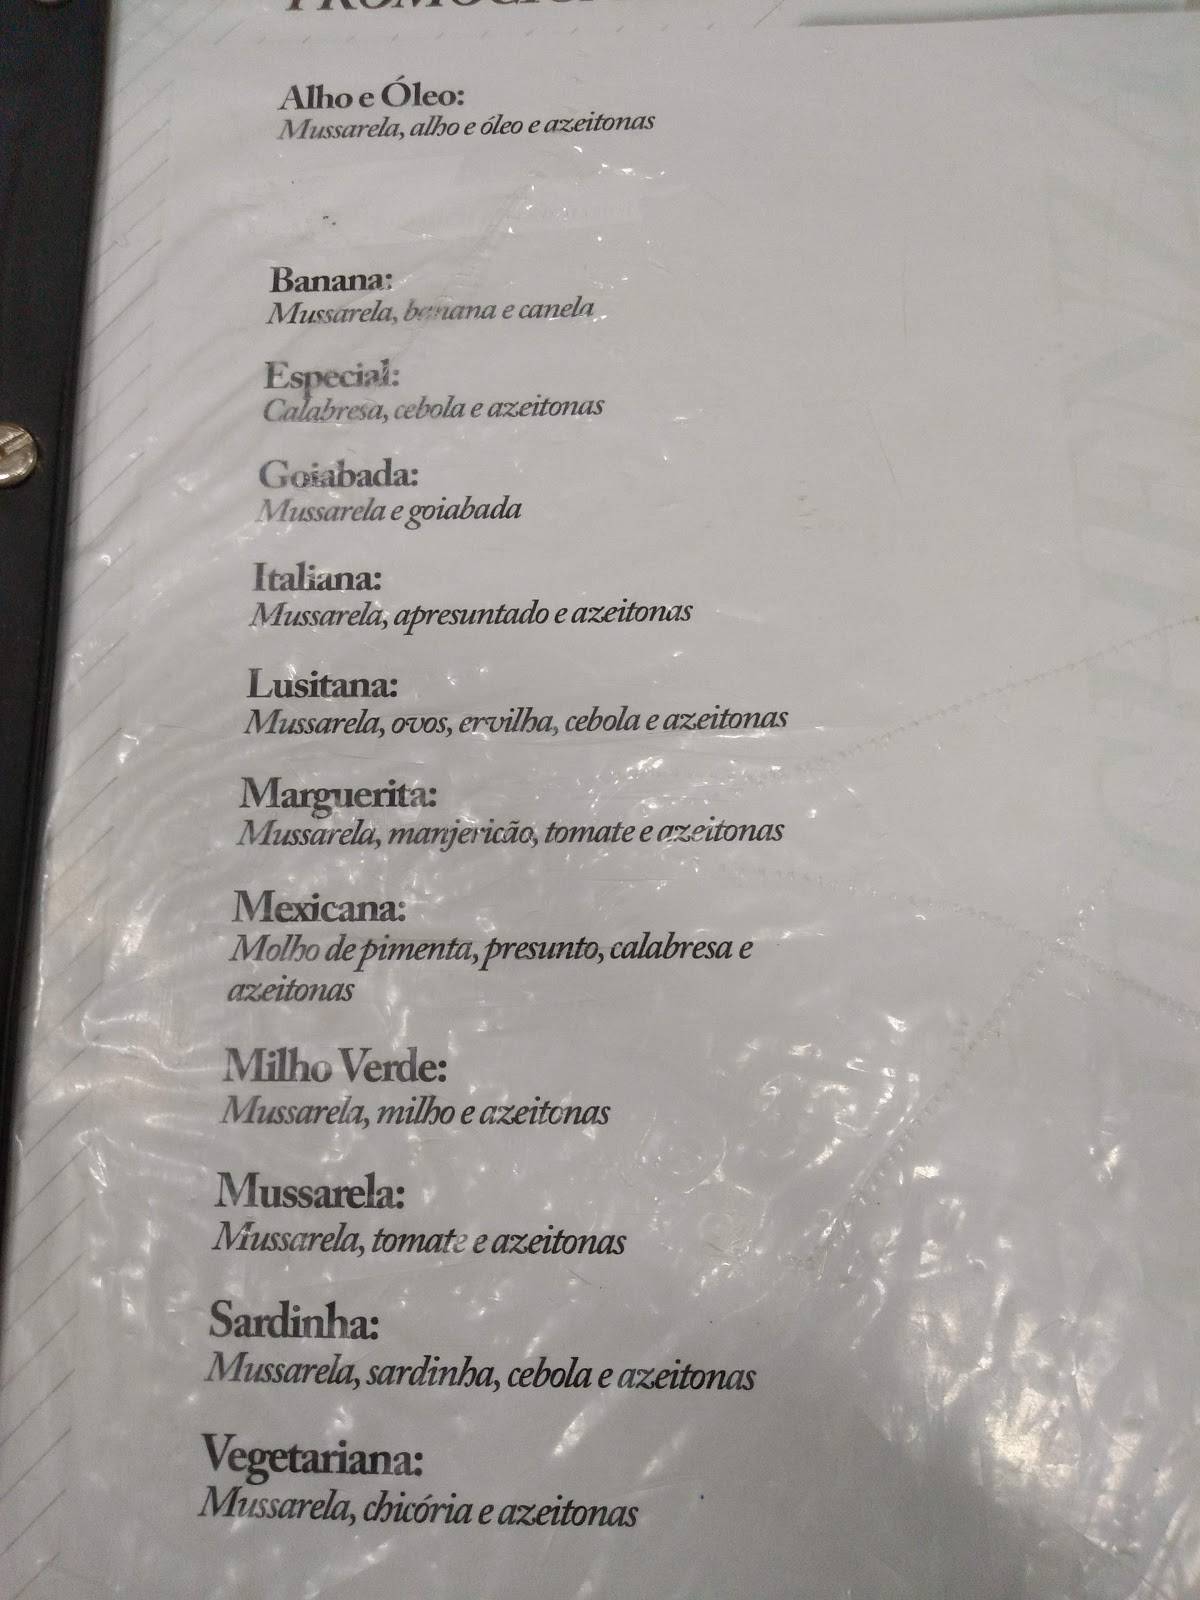 Alho e Óleo:
Mussarela, alho e óleo e azeitonas
Banana:
Mussarela, banana e canela
Especial:
Calabresa, cebola e azeitonas
Goiabada:
Mussarela e goiabada
Italiana:
Mussarela, apresuntado e azeitonas
Lusitana:
Mussarela, ovos, ervilha, cebola e azeitonas
Marguerita:
Mussarela, manjericão, tomate e azeitonas
Mexicana:
Molho de pimenta, presunto, calabresa e
azeitonas
Milho Verde:
Mussarela, milho e azeitonas
Mussarela:
Mussarela, tomate e azeitonas
Sardinha:
Mussarela, sardinha, cebola e azeitonas
Vegetariana:
Mussarela, chicória e azeitonas